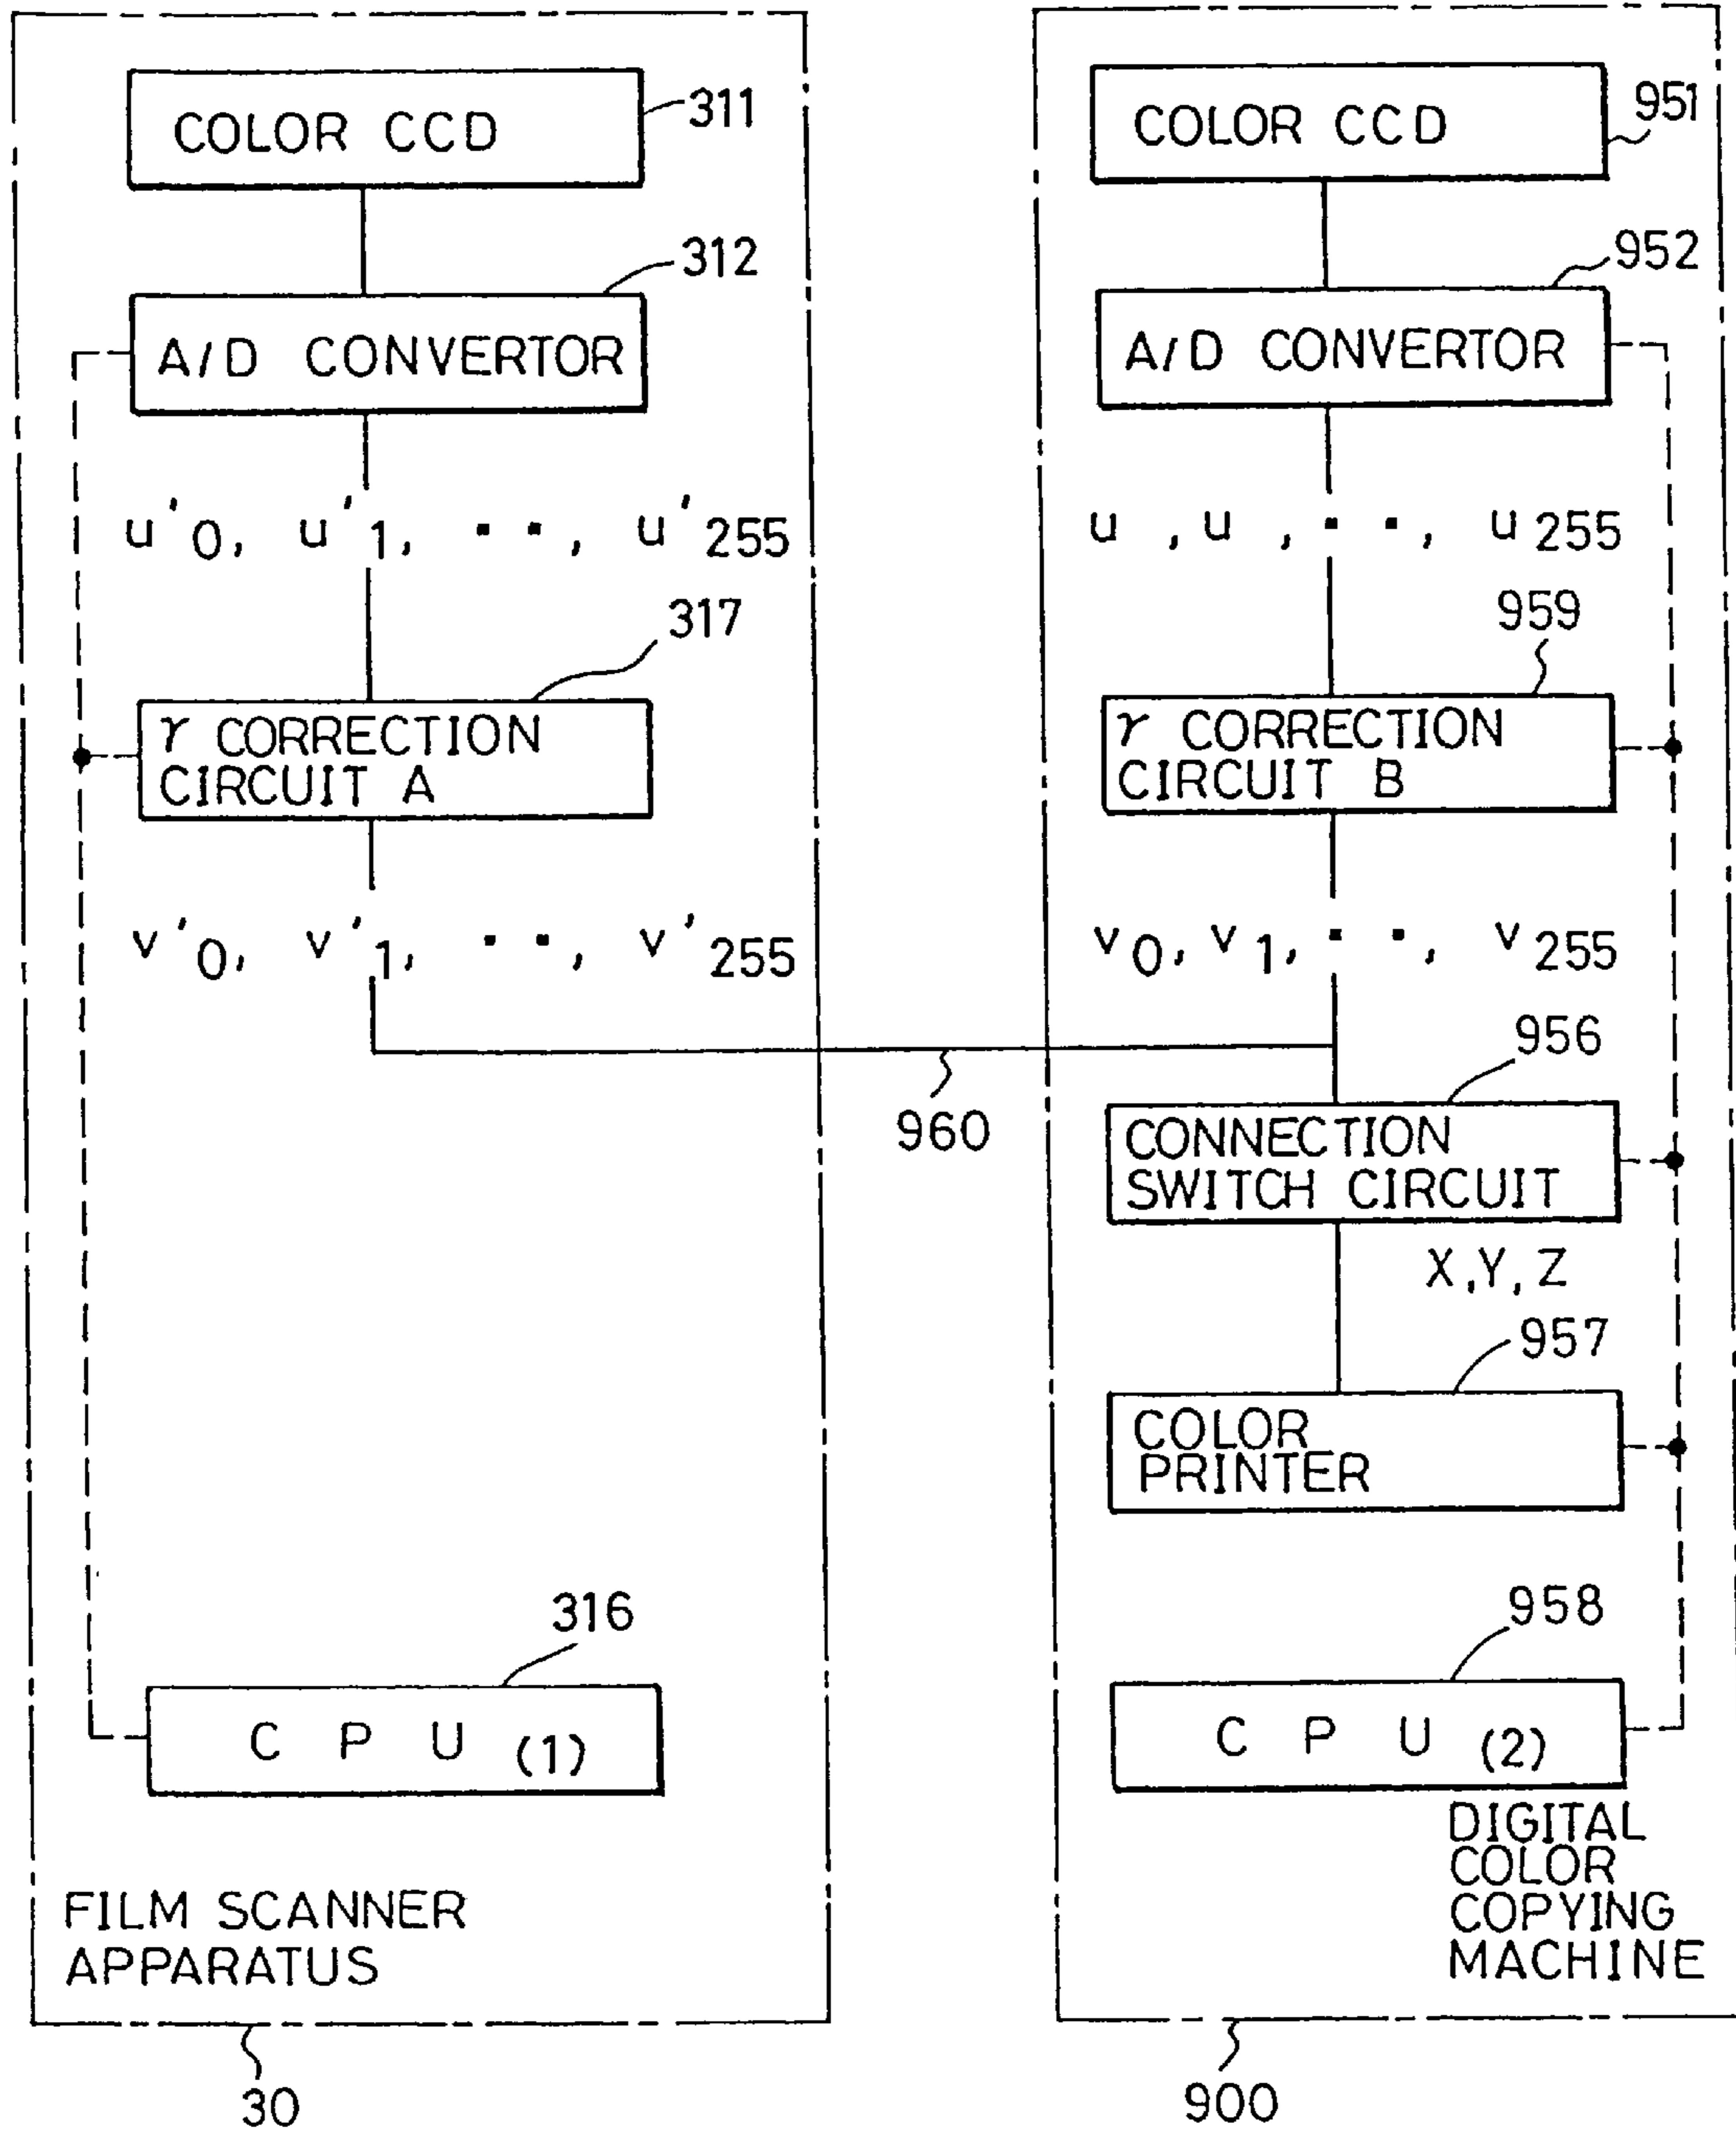 COLOR CCD
311
312
A/D CONVERTOR
u'0, u'1, ··, u'255
317
γ CORRECTION
CIRCUIT A
v'0, v'1, ··, v'255
960
316
C P U (1)
FILM SCANNER
APPARATUS
30
COLOR CCD
951
952
A/D CONVERTOR
u , u , ··, u255
959
γ CORRECTION
CIRCUIT B
v0, v1, ··, v255
956
CONNECTION
SWITCH CIRCUIT
X,Y,Z
957
COLOR
PRINTER
958
C P U (2)
DIGITAL
COLOR
COPYING
MACHINE
900